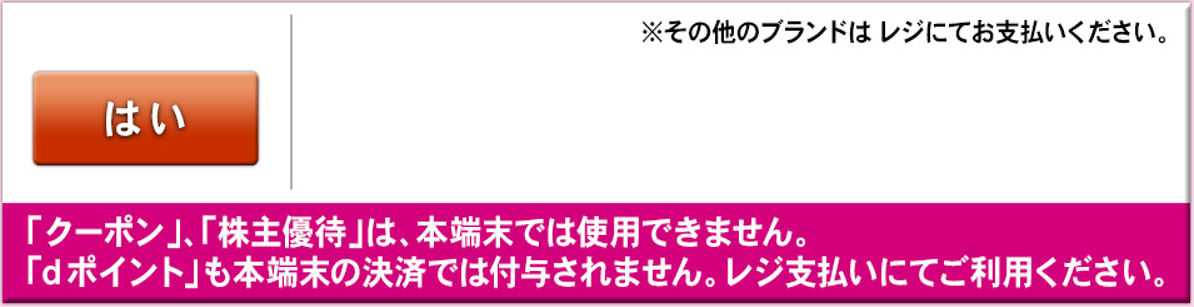 ※その他のブランドは レジにてお支払いください。
はい
「クーポン」、「株主優待」は、本端末では使用できません。
「dポイント」も本端末の決済では付与されません。レジ支払いにてご利用ください。